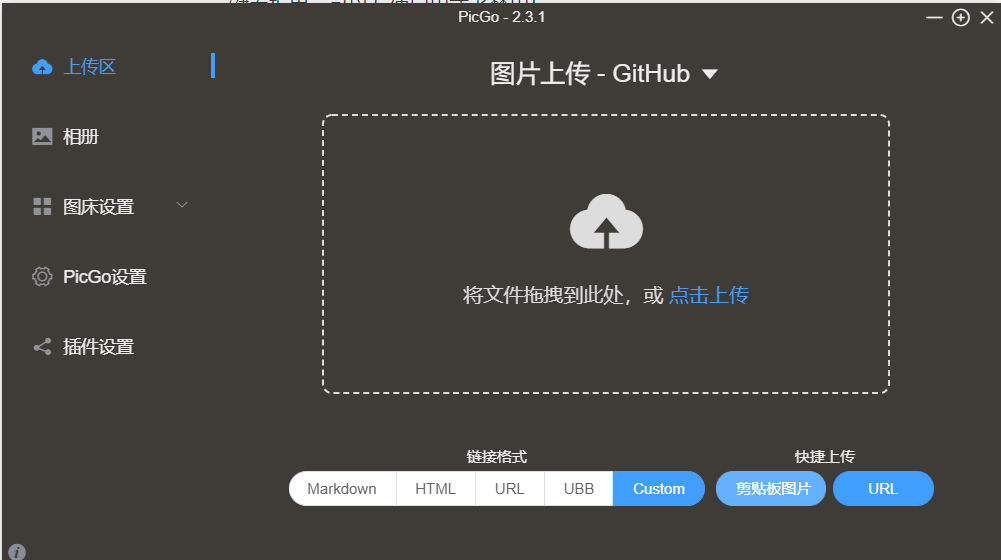 PicGo - 2.3.1
上传区
图片上传 - GitHub
相册
图床设置
PicGo设置
插件设置
将文件拖拽到此处，或 点击上传
链接格式
快捷上传
Markdown HTML URL UBB Custom 剪贴板图片 URL